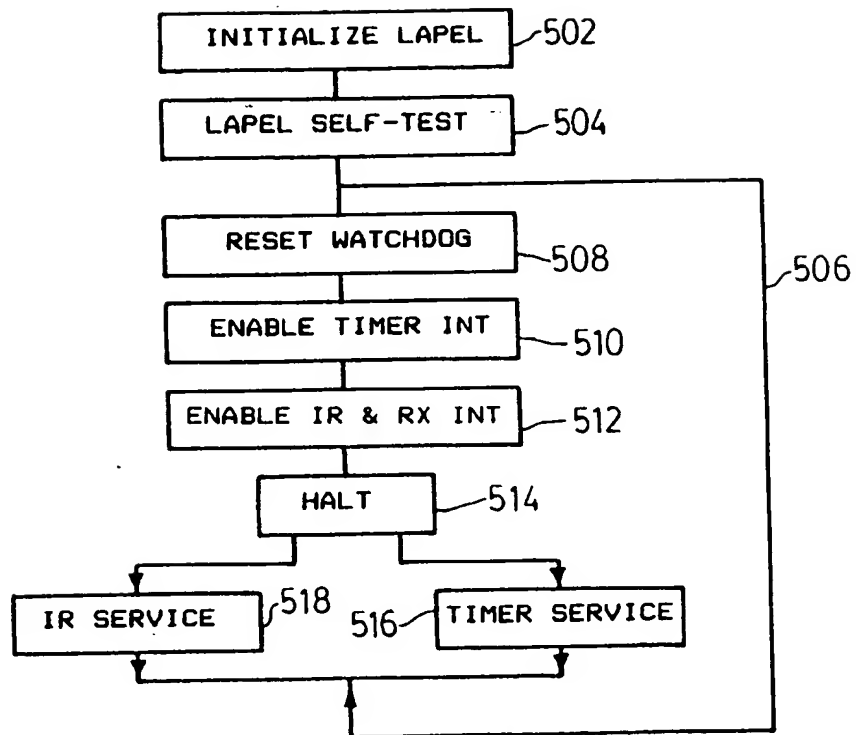 INITIALIZE LAPEL
502
LAPEL SELF-TEST
504
RESET WATCHDOG
508
506
ENABLE TIMER INT
510
ENABLE IR & RX INT
512
HALT
514
IR SERVICE
518
516
TIMER SERVICE